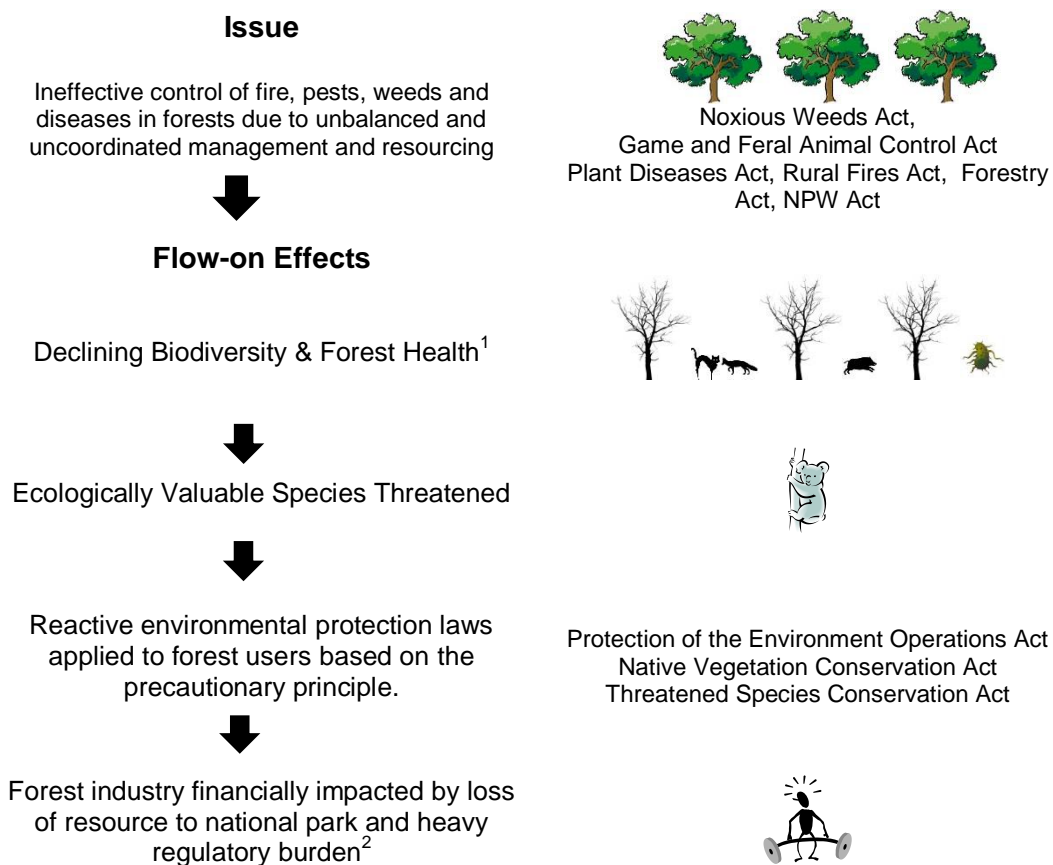 Issue
Ineffective control of fire, pests, weeds and
diseases in forests due to unbalanced and
uncoordinated management and resourcing
Noxious Weeds Act,
Game and Feral Animal Control Act
Plant Diseases Act, Rural Fires Act, Forestry
Act, NPW Act
Flow-on Effects
Declining Biodiversity & Forest Health1
Ecologically Valuable Species Threatened
Reactive environmental protection laws
applied to forest users based on the
precautionary principle.
Protection of the Environment Operations Act
Native Vegetation Conservation Act
Threatened Species Conservation Act
Forest industry financially impacted by loss
of resource to national park and heavy
regulatory burden2